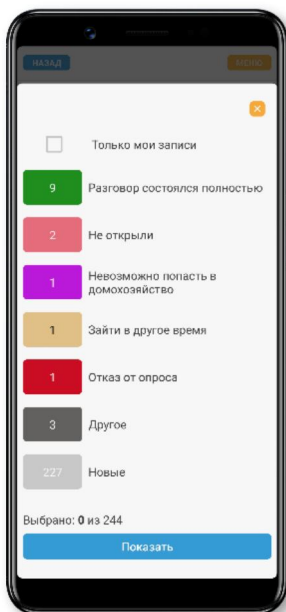 НАЗАД
МЕНЮ
Только мои записи
9
Разговор состоялся полностью
2
Не открыли
1
Невозможно попасть в
домохозяйство
1
Зайти в другое время
1
Отказ от опроса
3
Другое
227
Новые
Выбрано: 0 из 244
Показать